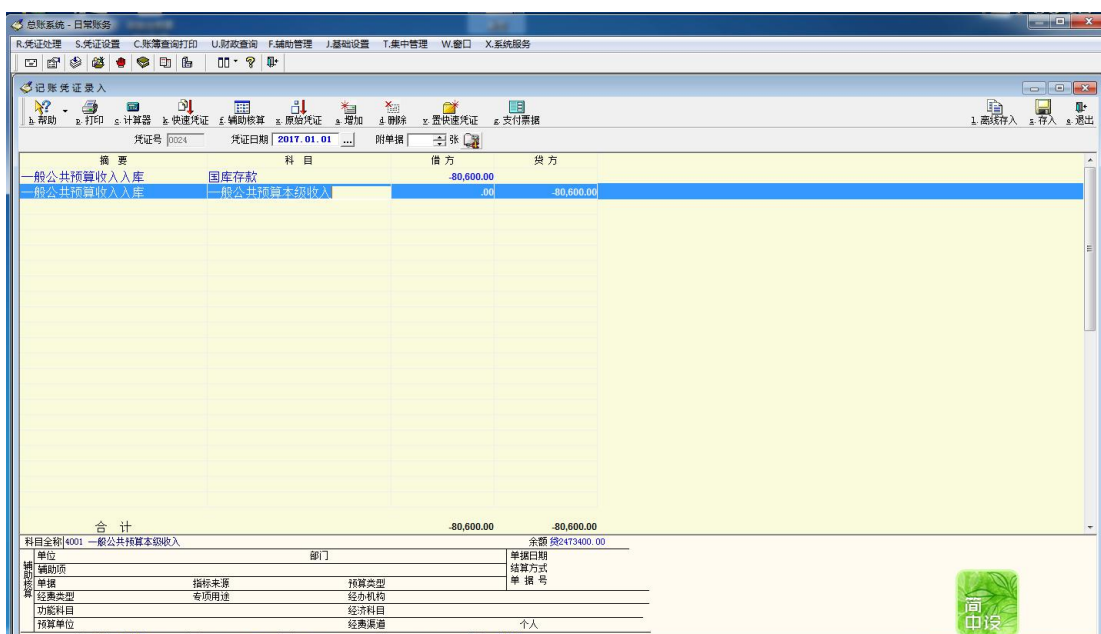 总账系统 - 日常账务
R.凭证处理 S.凭证设置 C.账簿查询打印 U.财政查询 F.辅助管理 J.基础设置 T.集中管理 W.窗口 X.系统服务
记账凭证录入
h.帮助 p.打印 c.计算器 k.快速凭证 f.辅助核算 x.原始凭证 a.增加 d.删除 y.置快速凭证 g.支付票据 l.离线存入 s.存入 e.退出
凭证号 0024 凭证日期 2017.01.01 ... 附单据 张
摘 要 科 目 借 方 贷 方
一般公共预算收入入库 国库存款 -80,600.00
一般公共预算收入入库 一般公共预算本级收入 .00 -80,600.00
合 计 -80,600.00 -80,600.00
科目全称 4001 一般公共预算本级收入 余额 贷2473400.00
辅助核算
单位 部门 单据日期
辅助项 结算方式
单据 指标来源 预算类型 单 据 号
经费类型 专项用途 经办机构
功能科目 经济科目
预算单位 经费渠道 个人
简
中设